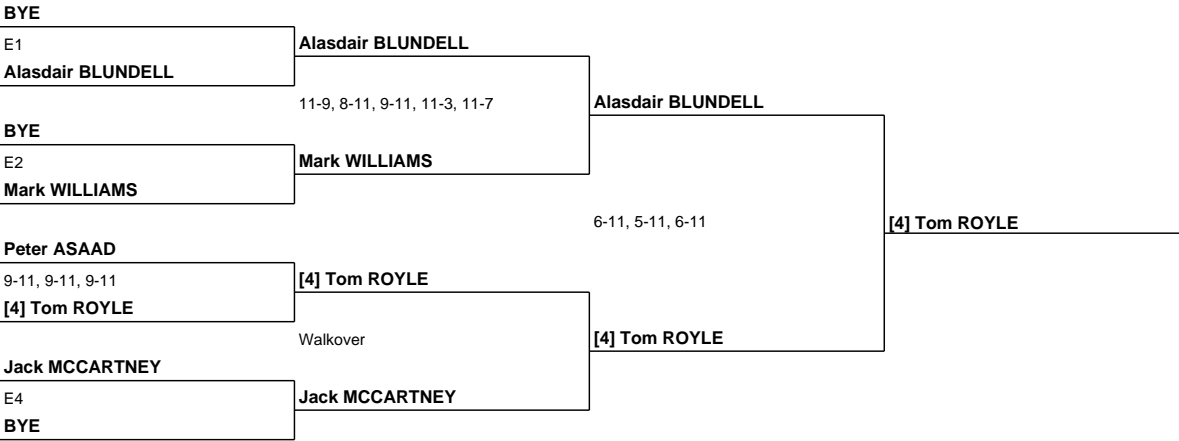 BYE
E1
Alasdair BLUNDELL
Alasdair BLUNDELL
11-9, 8-11, 9-11, 11-3, 11-7
Alasdair BLUNDELL
BYE
E2
Mark WILLIAMS
Mark WILLIAMS
6-11, 5-11, 6-11
[4] Tom ROYLE
Peter ASAAD
9-11, 9-11, 9-11
[4] Tom ROYLE
[4] Tom ROYLE
Walkover
[4] Tom ROYLE
Jack MCCARTNEY
E4
BYE
Jack MCCARTNEY